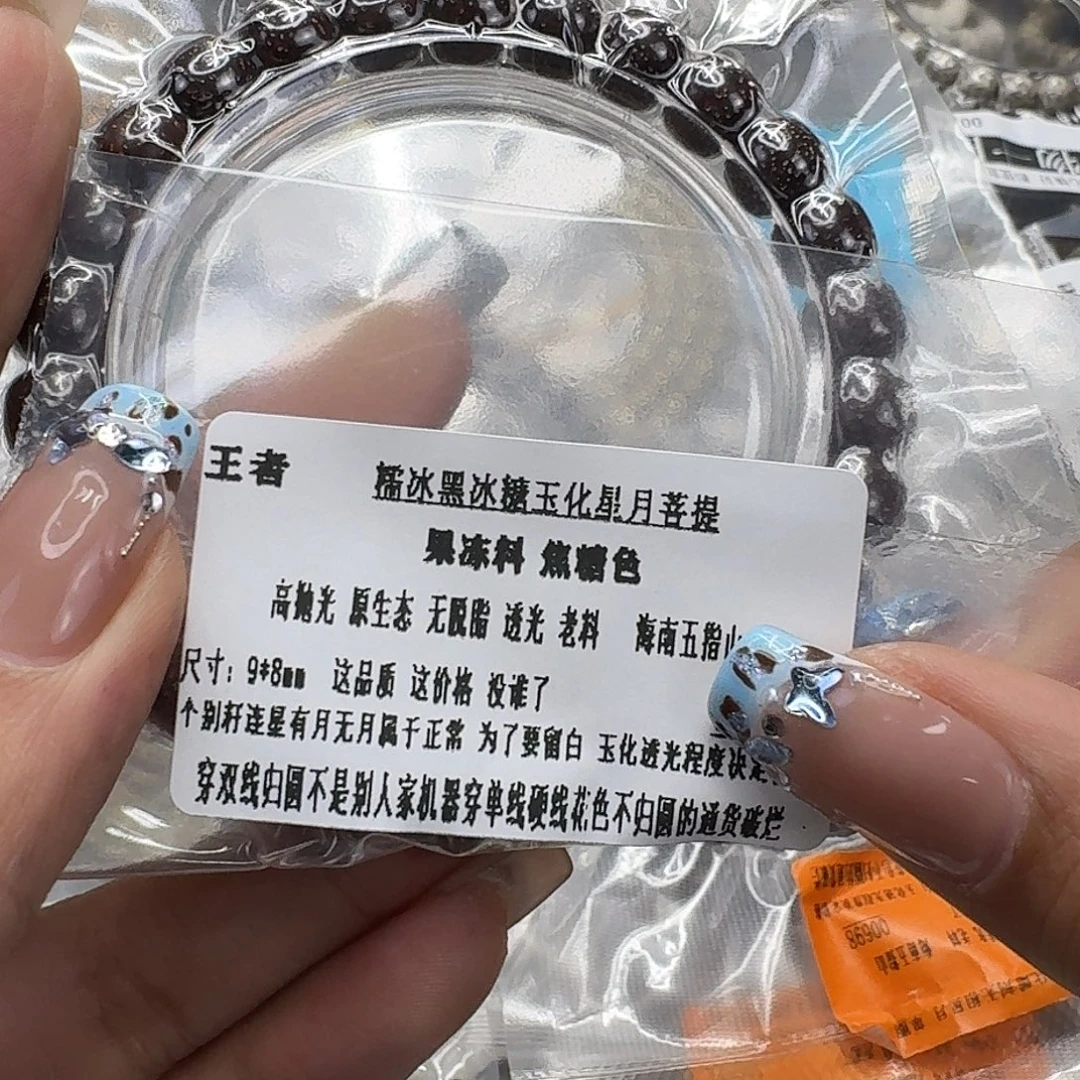 王者 糯冰黑冰糖玉化星月菩提
果冻料 焦糖色
高抛光 原生态 无脱脂 透光 老料 海南五指山
尺寸：9*8mm 这品质 这价格 没谁了
个别轩连星有月无月属于正常 为了要留白 玉化透光程度决定
穿双线归圆不是别人家机器穿单线硬线花色不归圆的通货破烂
00698